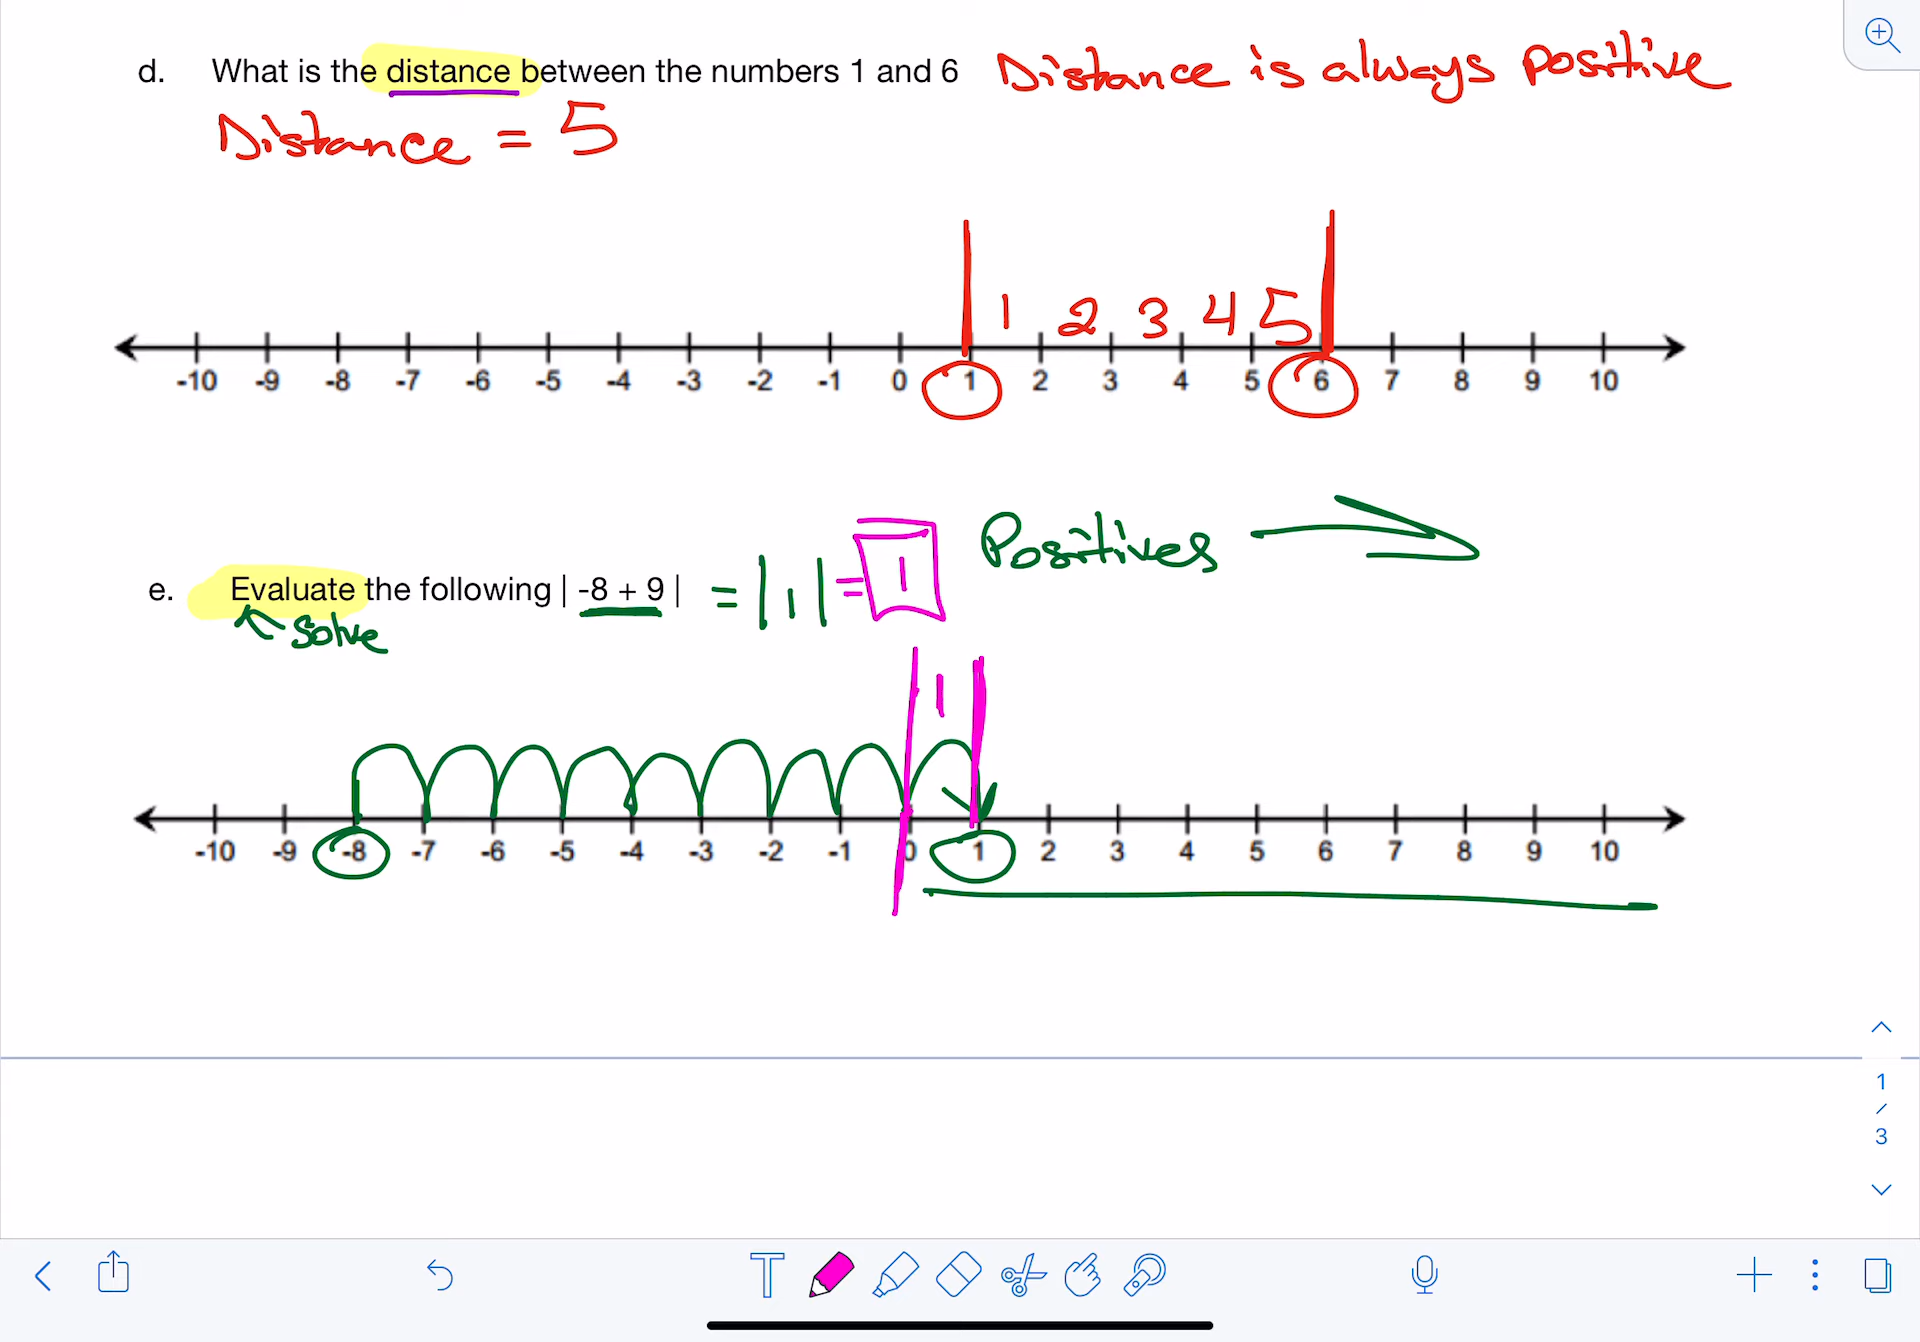 d. What is the distance between the numbers 1 and 6 Distance is always positive
Distance = 5
1 2 3 4 5
-10 -9 -8 -7 -6 -5 -4 -3 -2 -1 0 1 2 3 4 5 6 7 8 9 10
Positives
e. Evaluate the following | -8 + 9 | = |1| = 1
Solve
1
-10 -9 -8 -7 -6 -5 -4 -3 -2 -1 0 1 2 3 4 5 6 7 8 9 10
1
/
3
T